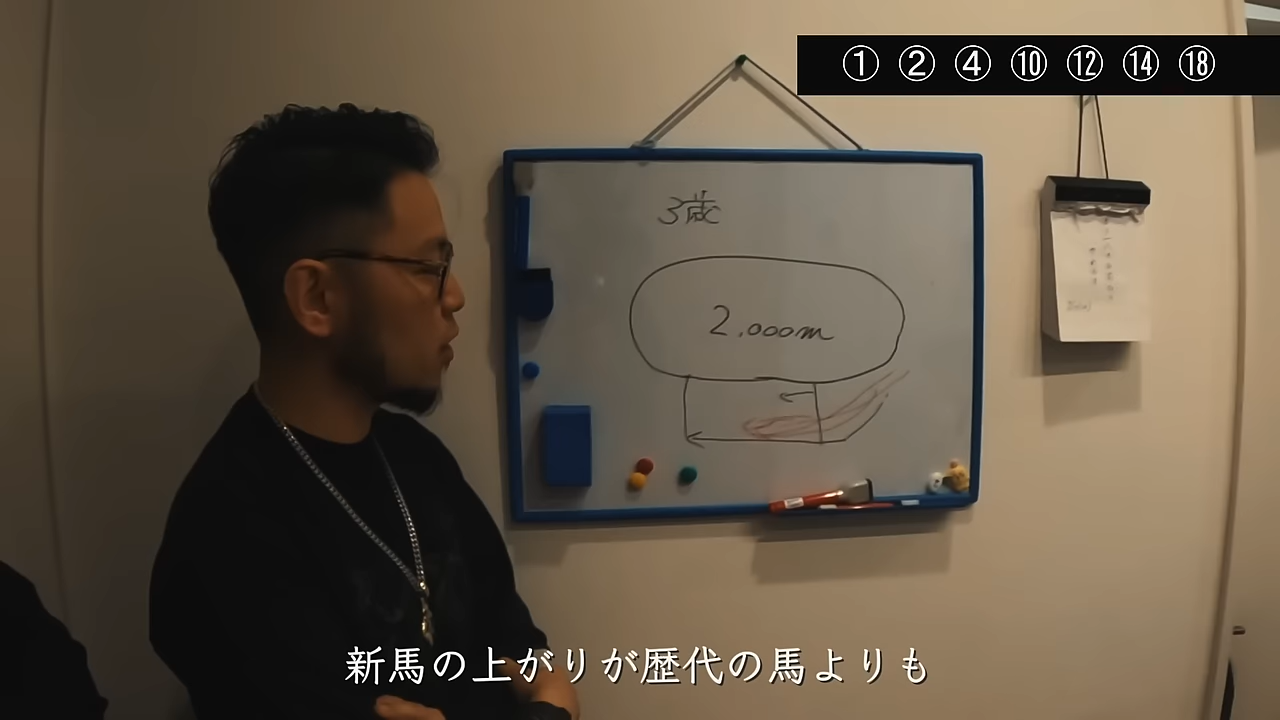 ① ② ④ ⑩ ⑫ ⑭ ⑱
3歳
2.000m
新馬の上がりが歴代の馬よりも